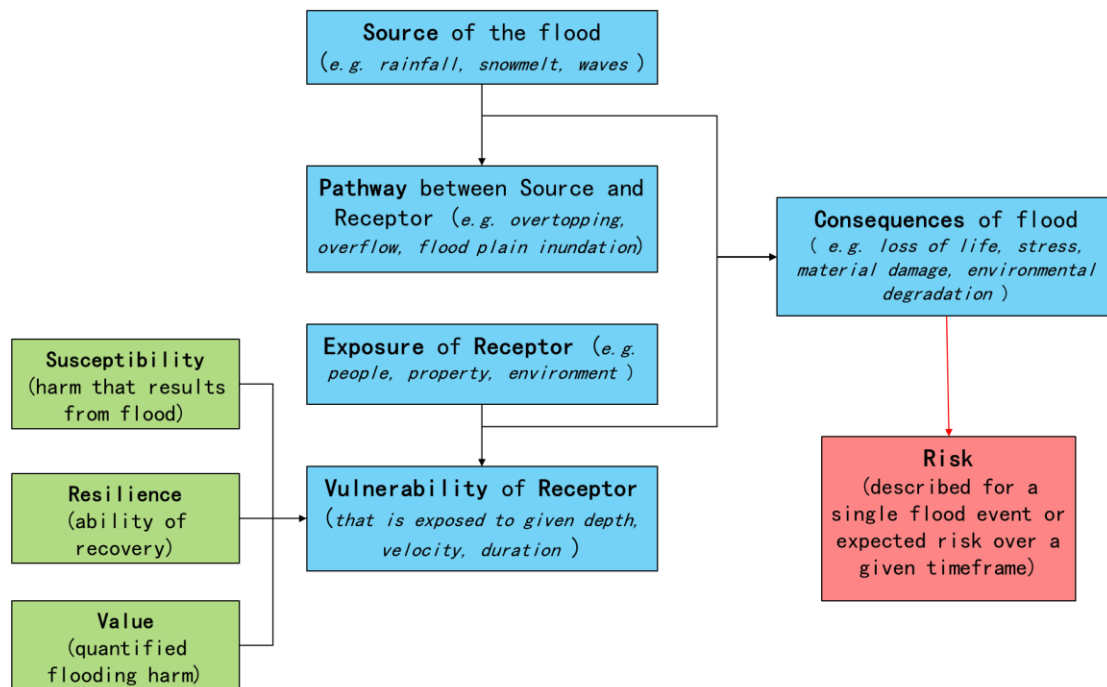 Source of the flood
(e.g. rainfall, snowmelt, waves )
Pathway between Source and
Receptor (e.g. overtopping,
overflow, flood plain inundation)
Consequences of flood
( e.g. loss of life, stress,
material damage, environmental
degradation )
Exposure of Receptor (e.g.
people, property, environment )
Susceptibility
(harm that results
from flood)
Vulnerability of Receptor
(that is exposed to given depth,
velocity, duration )
Resilience
(ability of
recovery)
Risk
(described for a
single flood event or
expected risk over a
given timeframe)
Value
(quantified
flooding harm)